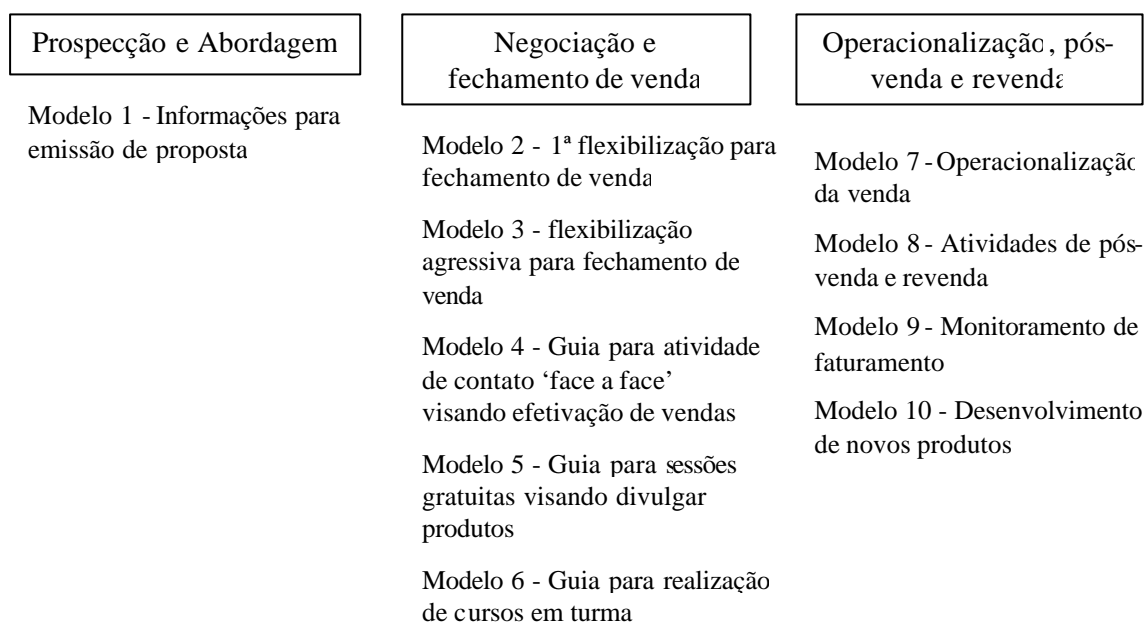 Prospecção e Abordagem
Modelo 1 - Informações para
emissão de proposta
Negociação e
fechamento de venda
Modelo 2 - 1ª flexibilização para
fechamento de venda
Modelo 3 - flexibilização
agressiva para fechamento de
venda
Modelo 4 - Guia para atividade
de contato ‘face a face’
visando efetivação de vendas
Modelo 5 - Guia para sessões
gratuitas visando divulgar
produtos
Modelo 6 - Guia para realização
de cursos em turma
Operacionalização, pós-
venda e revenda
Modelo 7 - Operacionalização
da venda
Modelo 8 - Atividades de pós-
venda e revenda
Modelo 9 - Monitoramento de
faturamento
Modelo 10 - Desenvolvimento
de novos produtos